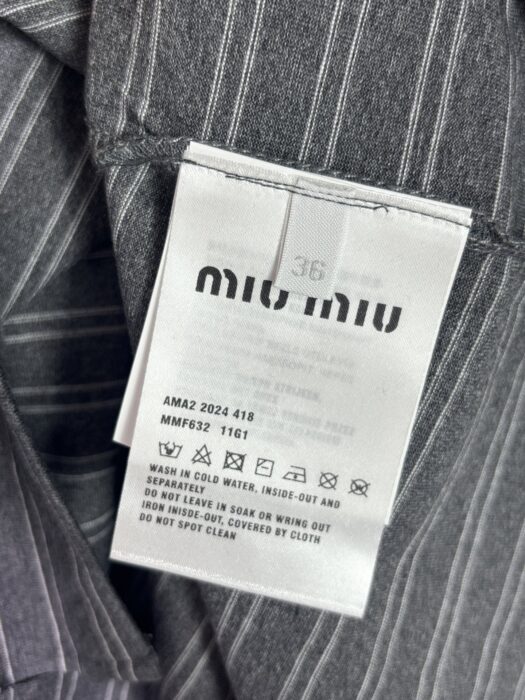 36
miu miu
AMA2 2024 418
MMF632 11G1
WASH IN COLD WATER, INSIDE-OUT AND
SEPARATELY
DO NOT LEAVE IN SOAK OR WRING OUT
IRON INISDE-OUT, COVERED BY CLOTH
DO NOT SPOT CLEAN